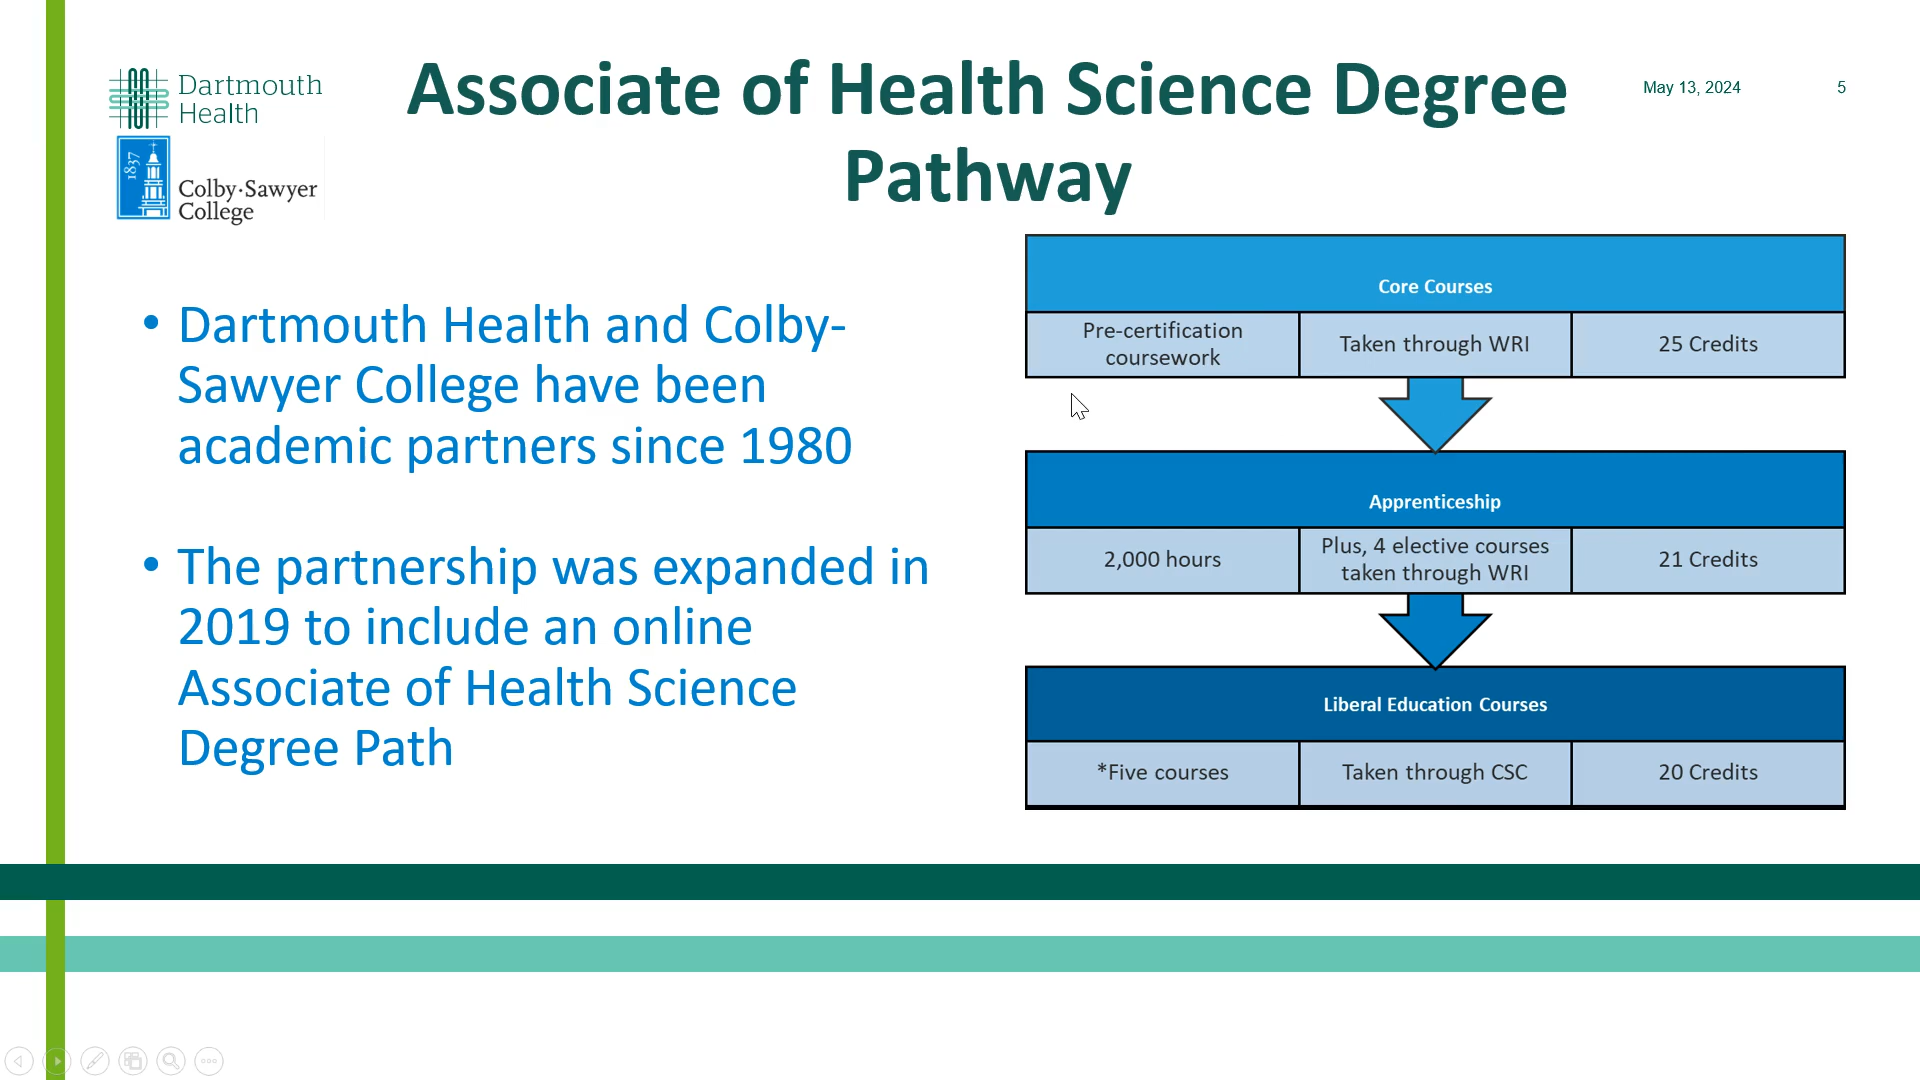 Dartmouth
Health
1837
Colby·Sawyer
College
Associate of Health Science Degree
Pathway
May 13, 2024
5
• Dartmouth Health and Colby-
Sawyer College have been
academic partners since 1980
• The partnership was expanded in
2019 to include an online
Associate of Health Science
Degree Path
Core Courses
Pre-certification
coursework
Taken through WRI
25 Credits
Apprenticeship
2,000 hours
Plus, 4 elective courses
taken through WRI
21 Credits
Liberal Education Courses
*Five courses
Taken through CSC
20 Credits